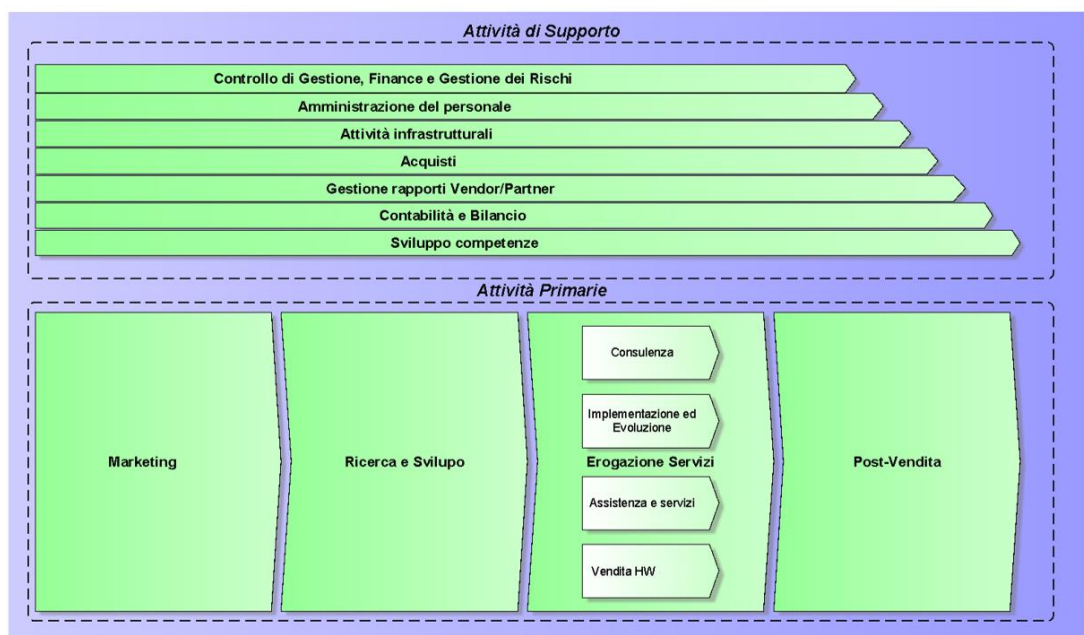 Attività di Supporto
Controllo di Gestione, Finance e Gestione dei Rischi
Amministrazione del personale
Attività infrastrutturali
Acquisti
Gestione rapporti Vendor/Partner
Contabilità e Bilancio
Sviluppo competenze
Attività Primarie
Marketing
Ricerca e Svilupo
Consulenza
Implementazione ed
Evoluzione
Erogazione Servizi
Assistenza e servizi
Vendita HW
Post-Vendita